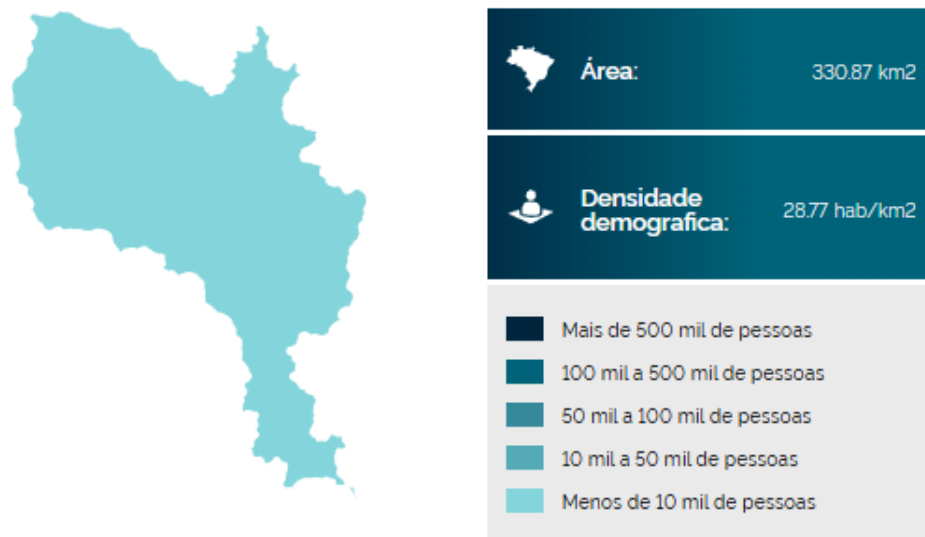 Área:
330.87 km2
Densidade
demografica:
28.77 hab/km2
Mais de 500 mil de pessoas
100 mil a 500 mil de pessoas
50 mil a 100 mil de pessoas
10 mil a 50 mil de pessoas
Menos de 10 mil de pessoas